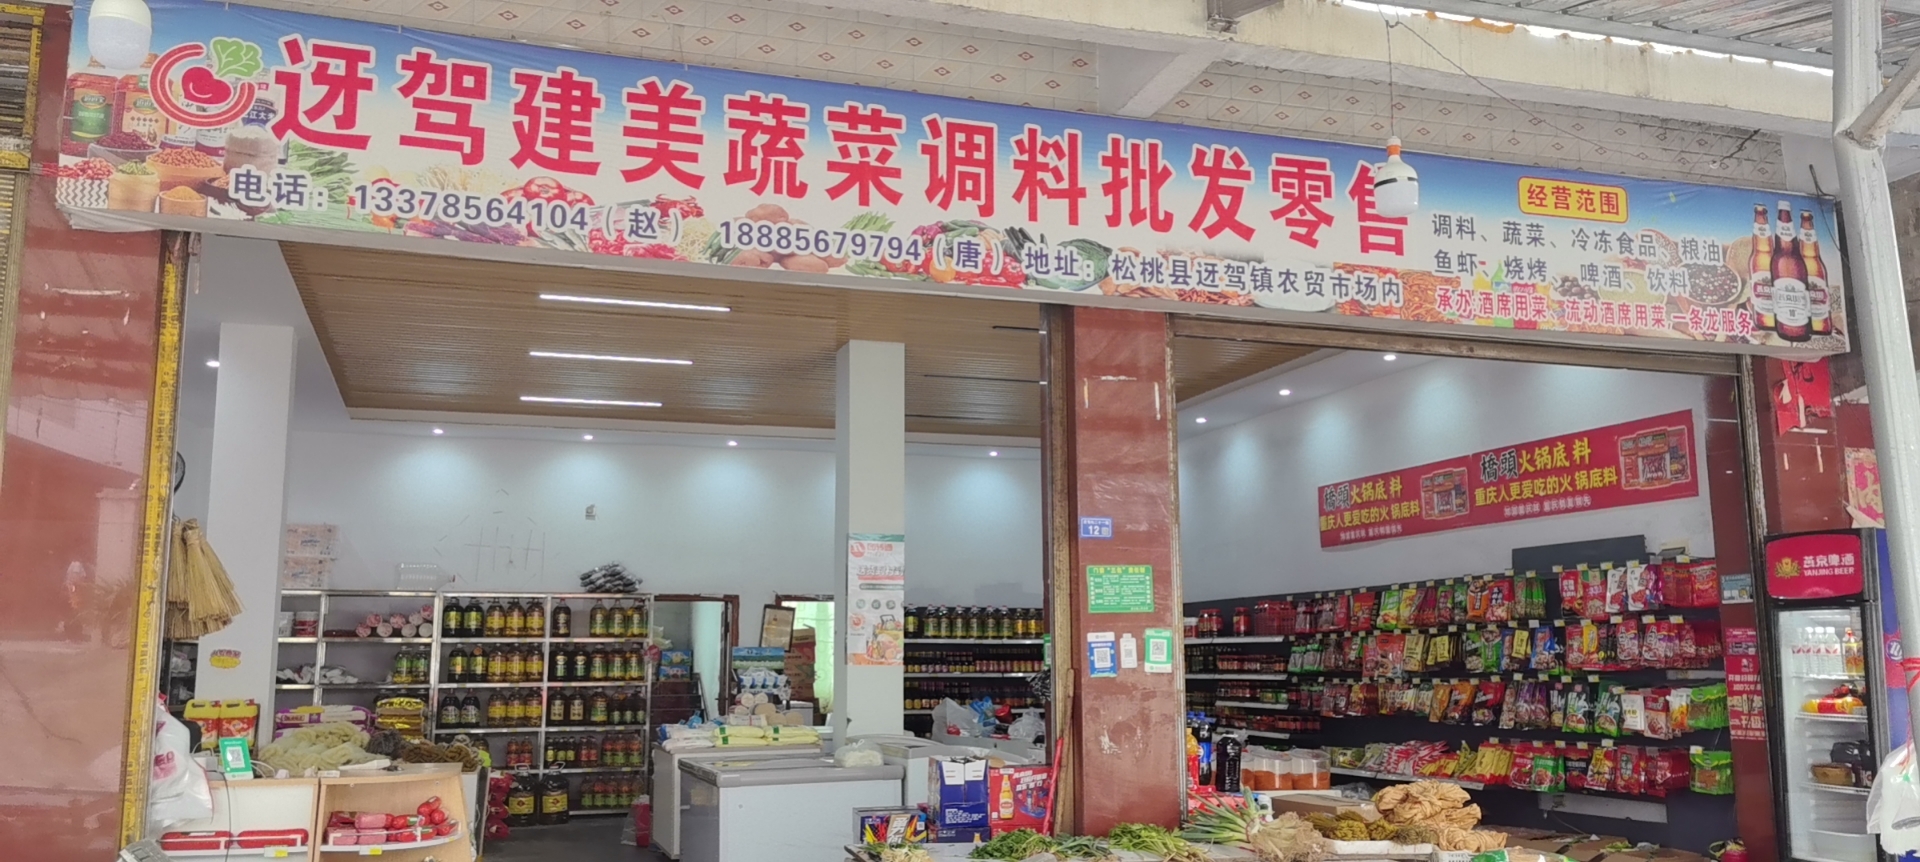 迓驾建美蔬菜调料批发零售
电话：13378564104（赵） 18885679794（唐） 地址：松桃县迓驾镇农贸市场内
经营范围
调料、蔬菜、冷冻食品、粮油
鱼虾、烧烤、啤酒、饮料
承办:酒席用菜、流动酒席用菜,一条龙服务
橋頭火锅底料
重庆人更爱吃的火锅底料
橋頭火锅底料
重庆人更爱吃的火锅底料
12
燕京啤酒
YANJING BEER